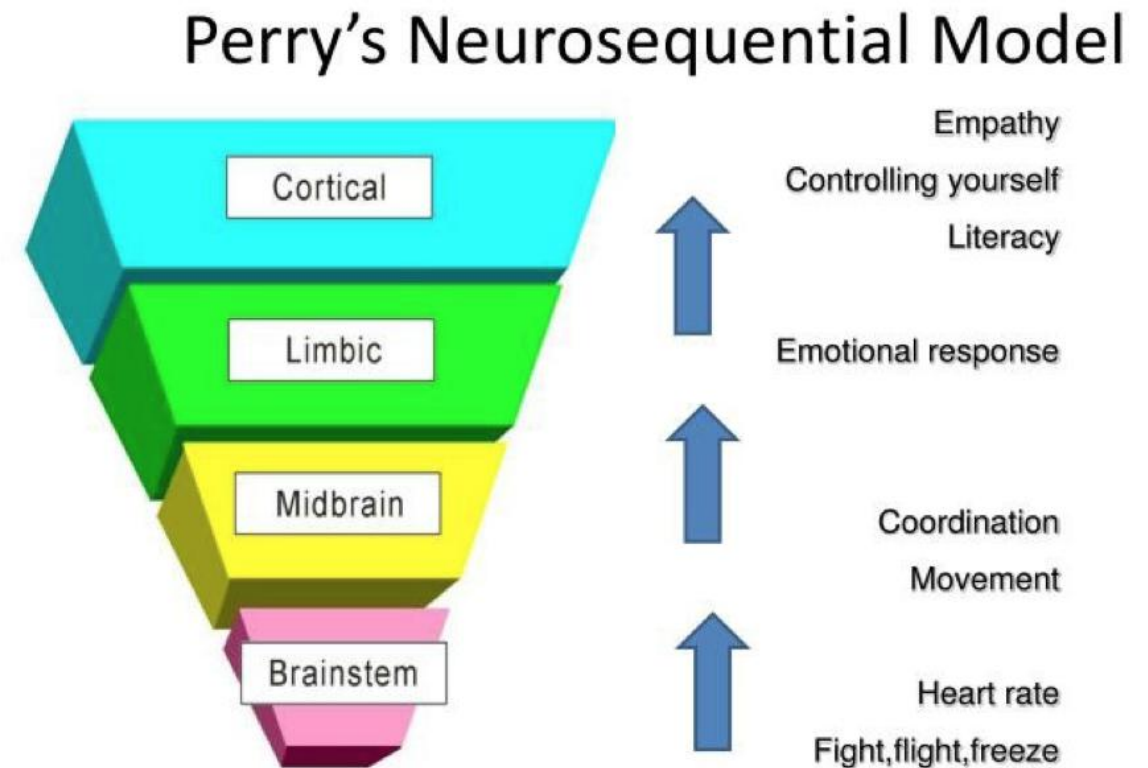 Perry's Neurosequential Model
Cortical
Limbic
Midbrain
Brainstem
Empathy
Controlling yourself
Literacy
Emotional response
Coordination
Movement
Heart rate
Fight,flight,freeze